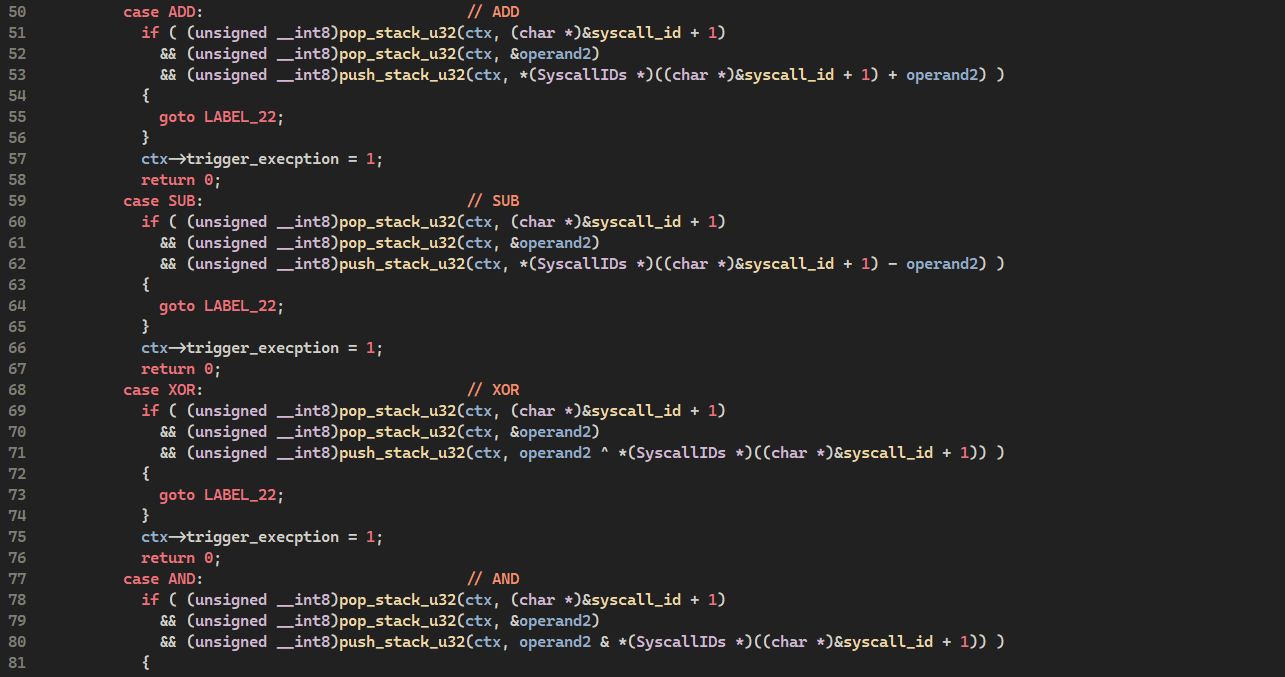 50 case ADD: // ADD
51 if ( (unsigned __int8)pop_stack_u32(ctx, (char *)&syscall_id + 1)
52 && (unsigned __int8)pop_stack_u32(ctx, &operand2)
53 && (unsigned __int8)push_stack_u32(ctx, *(SyscallIDs *)((char *)&syscall_id + 1) + operand2) )
54 {
55 goto LABEL_22;
56 }
57 ctx->trigger_execption = 1;
58 return 0;
59 case SUB: // SUB
60 if ( (unsigned __int8)pop_stack_u32(ctx, (char *)&syscall_id + 1)
61 && (unsigned __int8)pop_stack_u32(ctx, &operand2)
62 && (unsigned __int8)push_stack_u32(ctx, *(SyscallIDs *)((char *)&syscall_id + 1) - operand2) )
63 {
64 goto LABEL_22;
65 }
66 ctx->trigger_execption = 1;
67 return 0;
68 case XOR: // XOR
69 if ( (unsigned __int8)pop_stack_u32(ctx, (char *)&syscall_id + 1)
70 && (unsigned __int8)pop_stack_u32(ctx, &operand2)
71 && (unsigned __int8)push_stack_u32(ctx, operand2 ^ *(SyscallIDs *)((char *)&syscall_id + 1)) )
72 {
73 goto LABEL_22;
74 }
75 ctx->trigger_execption = 1;
76 return 0;
77 case AND: // AND
78 if ( (unsigned __int8)pop_stack_u32(ctx, (char *)&syscall_id + 1)
79 && (unsigned __int8)pop_stack_u32(ctx, &operand2)
80 && (unsigned __int8)push_stack_u32(ctx, operand2 & *(SyscallIDs *)((char *)&syscall_id + 1)) )
81 {